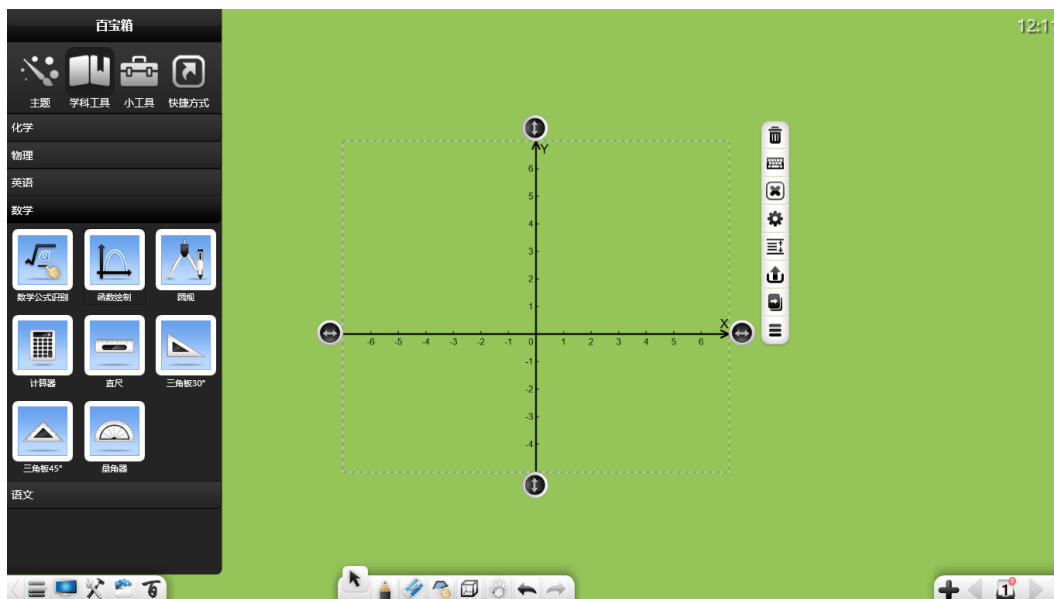 百宝箱
12:11
主题 学科工具 小工具 快捷方式
化学
物理
英语
数学
数学公式识别 函数绘制 圆规
计算器 直尺 三角板30°
三角板45° 量角器
语文
Y
6
5
4
3
2
1
X
-6 -5 -4 -3 -2 -1 0 1 2 3 4 5 6
-1
-2
-3
-4
百
1